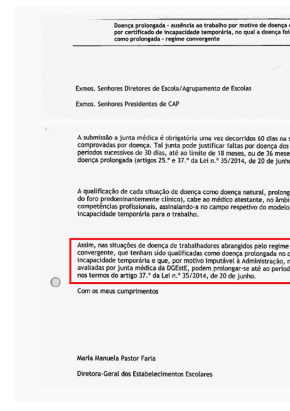 Doença prolongada - ausência ao trabalho por motivo de doença
por certificado de incapacidade temporária, no qual a doença foi
como prolongada - regime convergente
Exmos. Senhores Diretores de Escola/Agrupamento de Escolas
Exmos. Senhores Presidentes de CAP
A submissão a junta médica é obrigatória uma vez decorridos 60 dias na
comprovadas por doença. Tal junta pode justificar faltas por doença dos
períodos sucessivos de 30 dias, até ao limite de 18 meses, ou de 36 mese
doença prolongada (artigos 25.º e 37.º da Lei n.º 35/2014, de 20 de junho
A qualificação de cada situação de doença como doença natural, prolong
do foro predominantemente clínico), cabe ao médico atestante, no âmbi
competências profissionais, assinalando-a no campo respetivo do modelo
incapacidade temporária para o trabalho.
Assim, nas situações de doença de trabalhadores abrangidos pelo regime
convergente, que tenham sido qualificadas como doença prolongada no c
incapacidade temporária e que, por motivo imputável à Administração, n
avaliadas por junta médica da DGEstE, podem prolongar-se até ao períod
nos termos do artigo 37.º da Lei n.º 35/2014, de 20 de junho.
Com os meus cumprimentos
Maria Manuela Pastor Faria
Diretora-Geral dos Estabelecimentos Escolares